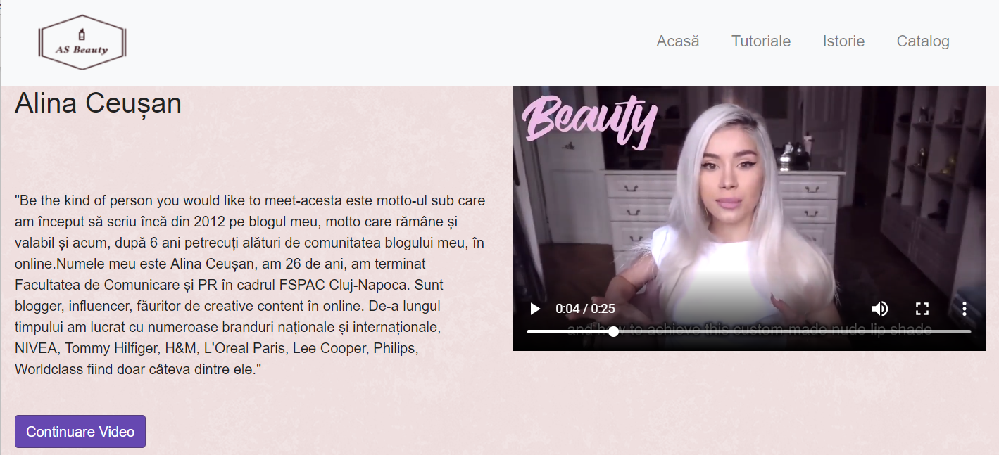 AS Beauty
Acasă
Tutoriale
Istorie
Catalog
Alina Ceușan
"Be the kind of person you would like to meet-acesta este motto-ul sub care
am început să scriu încă din 2012 pe blogul meu, motto care rămâne și
valabil și acum, după 6 ani petrecuți alături de comunitatea blogului meu, în
online.Numele meu este Alina Ceușan, am 26 de ani, am terminat
Facultatea de Comunicare și PR în cadrul FSPAC Cluj-Napoca. Sunt
blogger, influencer, făuritor de creative content în online. De-a lungul
timpului am lucrat cu numeroase branduri naționale și internaționale,
NIVEA, Tommy Hilfiger, H&M, L'Oreal Paris, Lee Cooper, Philips,
Worldclass fiind doar câteva dintre ele."
Continuare Video
Beauty
0:04 / 0:25
and how to achieve this custom-made nude lip shade